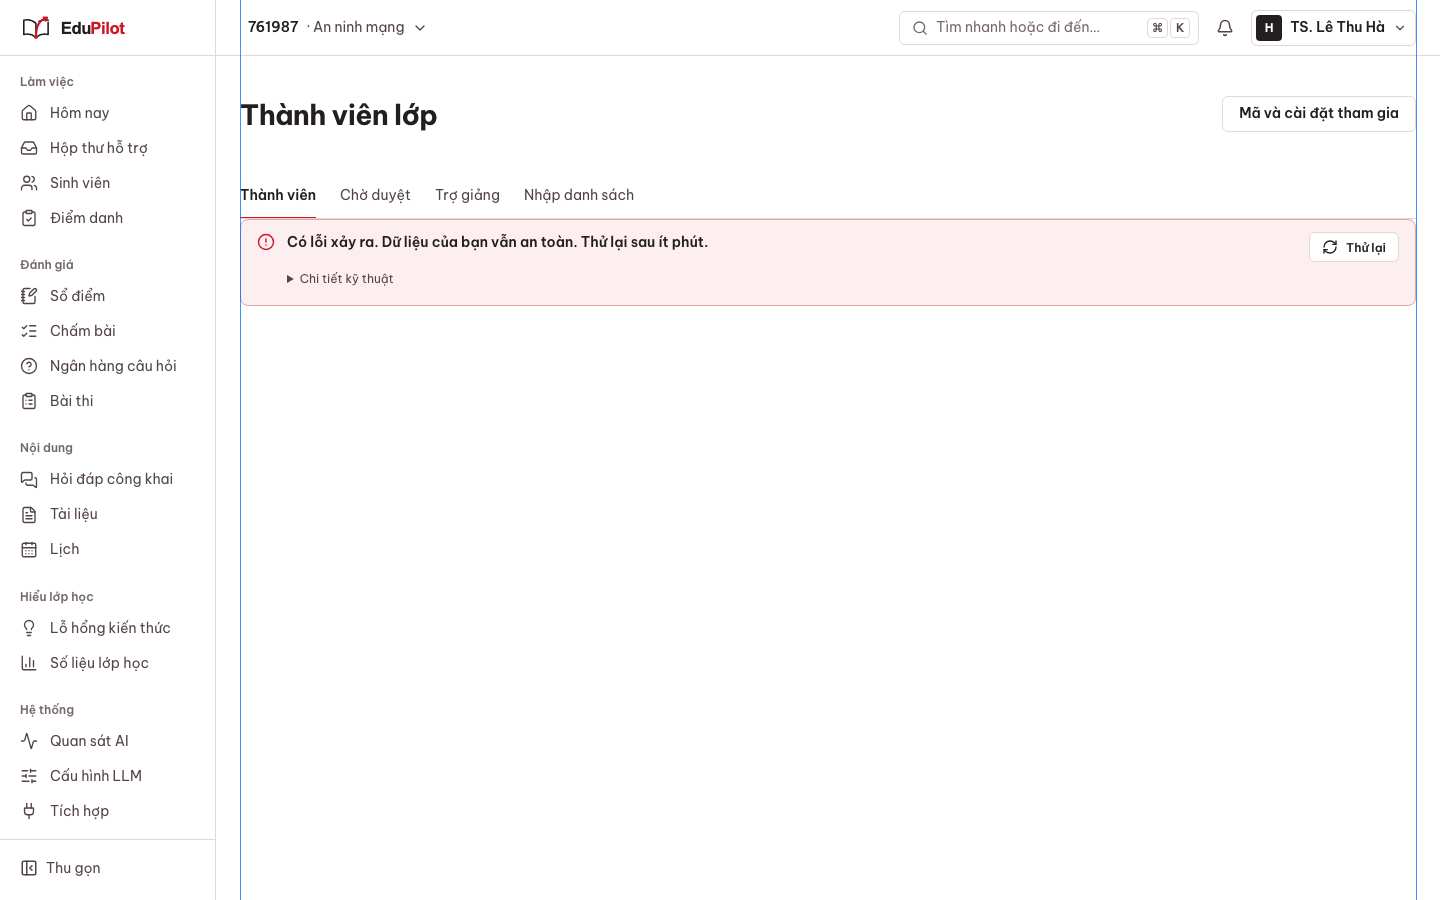 EduPilot
761987 · An ninh mạng
Tìm nhanh hoặc đi đến...
⌘ K
H
TS. Lê Thu Hà
Làm việc
Hôm nay
Hộp thư hỗ trợ
Sinh viên
Điểm danh
Đánh giá
Sổ điểm
Chấm bài
Ngân hàng câu hỏi
Bài thi
Nội dung
Hỏi đáp công khai
Tài liệu
Lịch
Hiểu lớp học
Lỗ hổng kiến thức
Số liệu lớp học
Hệ thống
Quan sát AI
Cấu hình LLM
Tích hợp
Thu gọn
Thành viên lớp
Mã và cài đặt tham gia
Thành viên
Chờ duyệt
Trợ giảng
Nhập danh sách
Có lỗi xảy ra. Dữ liệu của bạn vẫn an toàn. Thử lại sau ít phút.
Thử lại
Chi tiết kỹ thuật